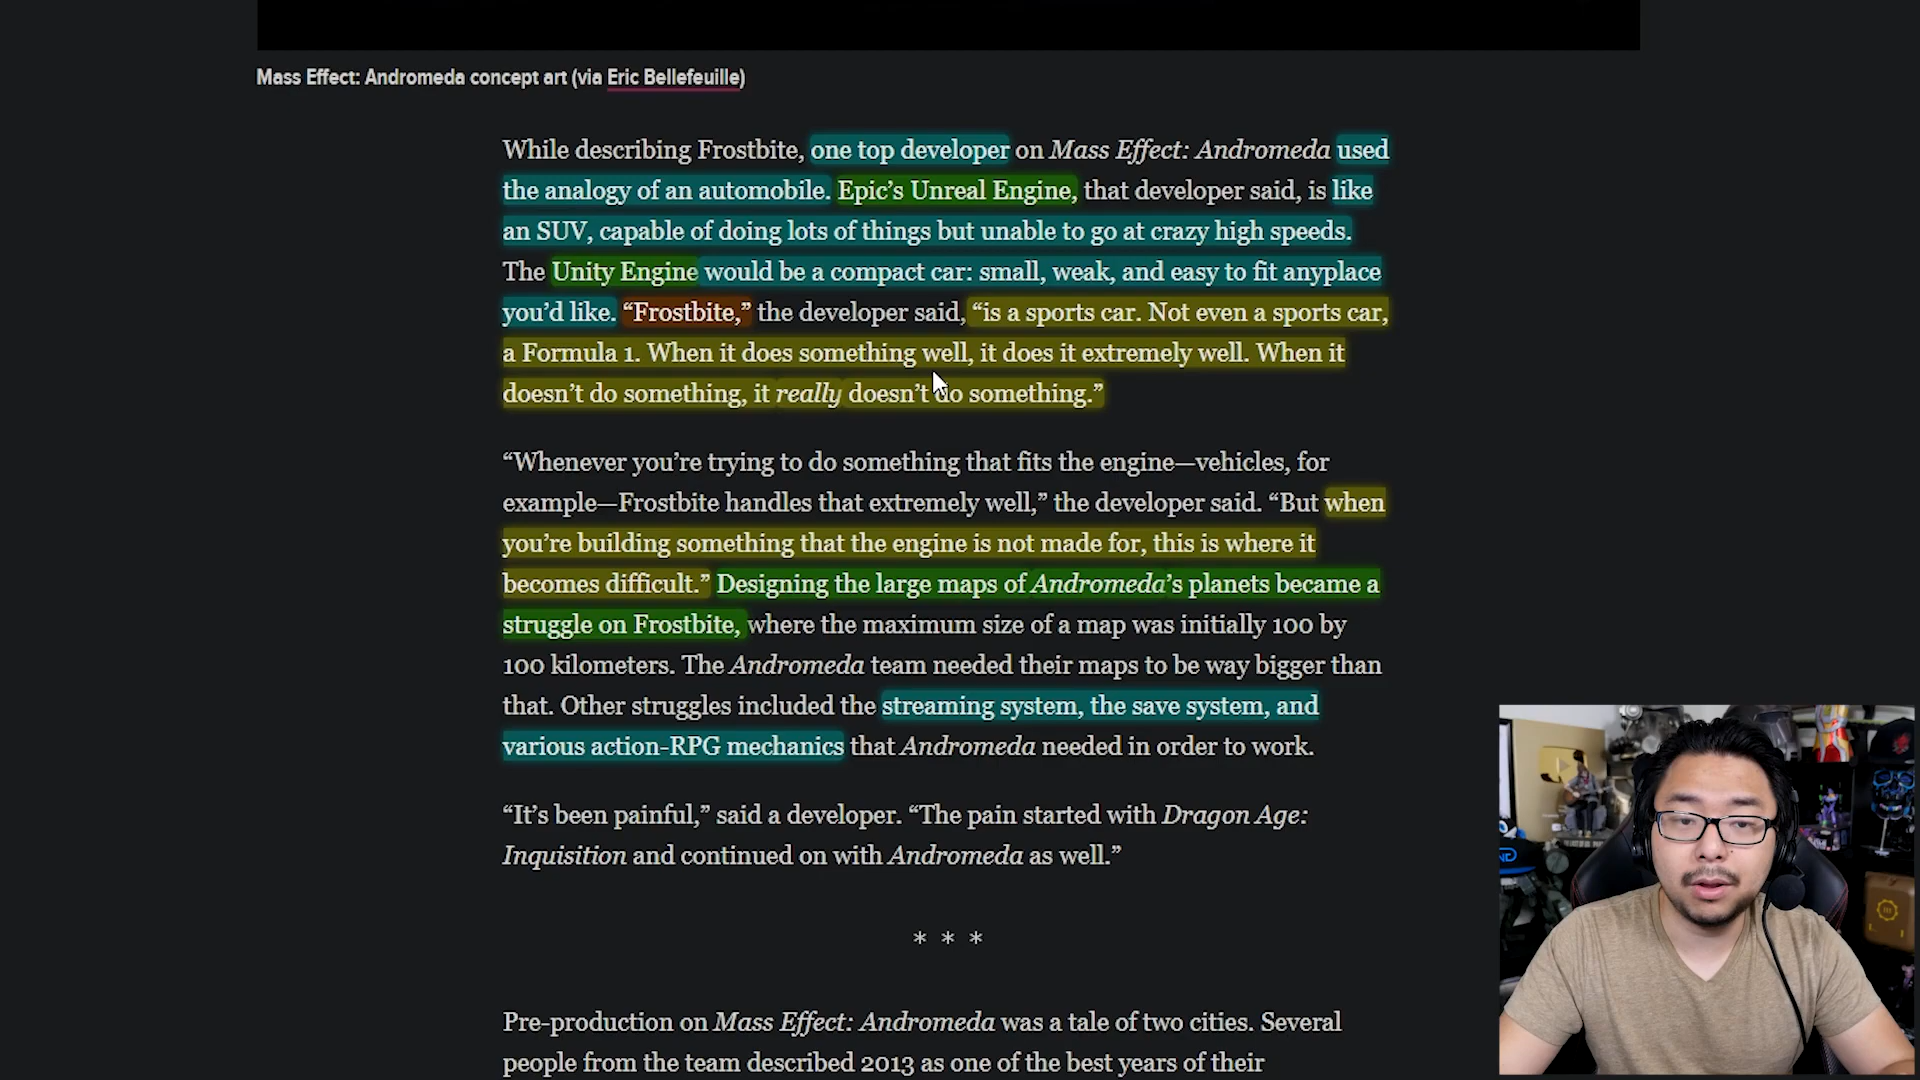 Mass Effect: Andromeda concept art (via Eric Bellefeuille)
While describing Frostbite, one top developer on Mass Effect: Andromeda used
the analogy of an automobile. Epic’s Unreal Engine, that developer said, is like
an SUV, capable of doing lots of things but unable to go at crazy high speeds.
The Unity Engine would be a compact car: small, weak, and easy to fit anyplace
you’d like. “Frostbite,” the developer said, “is a sports car. Not even a sports car,
a Formula 1. When it does something well, it does it extremely well. When it
doesn’t do something, it really doesn’t do something.”
“Whenever you’re trying to do something that fits the engine—vehicles, for
example—Frostbite handles that extremely well,” the developer said. “But when
you’re building something that the engine is not made for, this is where it
becomes difficult.” Designing the large maps of Andromeda’s planets became a
struggle on Frostbite, where the maximum size of a map was initially 100 by
100 kilometers. The Andromeda team needed their maps to be way bigger than
that. Other struggles included the streaming system, the save system, and
various action-RPG mechanics that Andromeda needed in order to work.
“It’s been painful,” said a developer. “The pain started with Dragon Age:
Inquisition and continued on with Andromeda as well.”
* * *
Pre-production on Mass Effect: Andromeda was a tale of two cities. Several
people from the team described 2013 as one of the best years of their